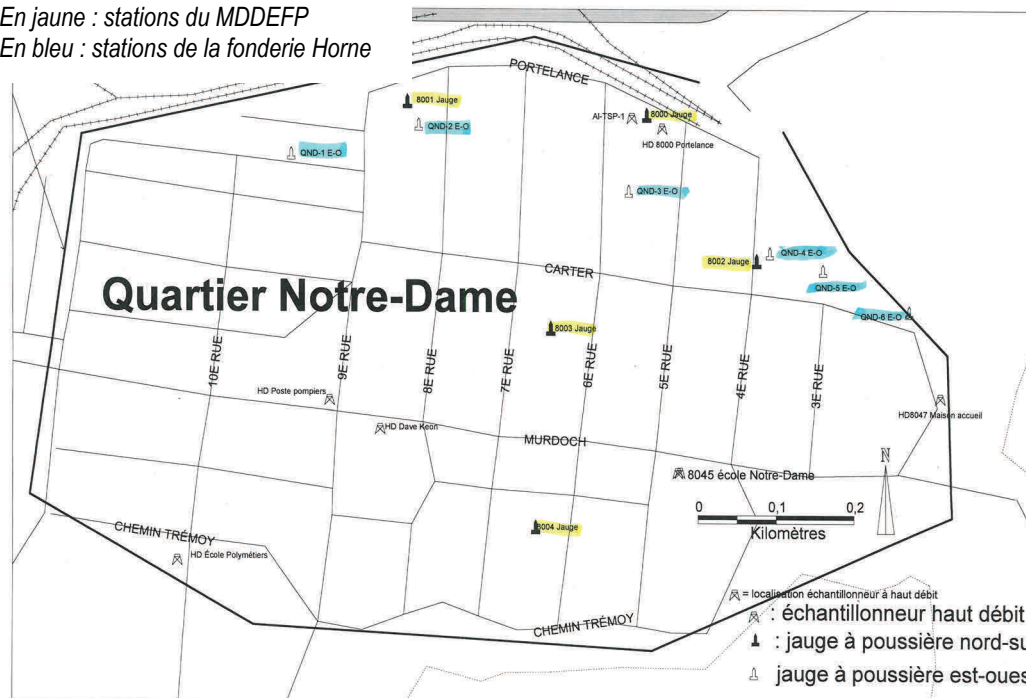 En jaune : stations du MDDEFP
En bleu : stations de la fonderie Horne
PORTELANCE
8001 Jauge
QND-2 E-O
QND-1 E-O
AI-TSP-1
8000 Jauge
HD 8000 Portelance
QND-3 E-O
QND-4 E-O
8002 Jauge
CARTER
QND-5 E-O
Quartier Notre-Dame
QND-6 E-O
8003 Jauge
10E RUE
9E RUE
8E RUE
7E RUE
6E RUE
5E RUE
4E RUE
3E RUE
HD Poste pompiers
HD8047 Maison accueil
HD Dave Keon
MURDOCH
N
8045 école Notre-Dame
0 0,1 0,2
Kilomètres
CHEMIN TRÉMOY
8004 Jauge
HD École Polymétiers
= localisation échantillonneur à haut débit
: échantillonneur haut débit
CHEMIN TRÉMOY
: jauge à poussière nord-su
jauge à poussière est-oues